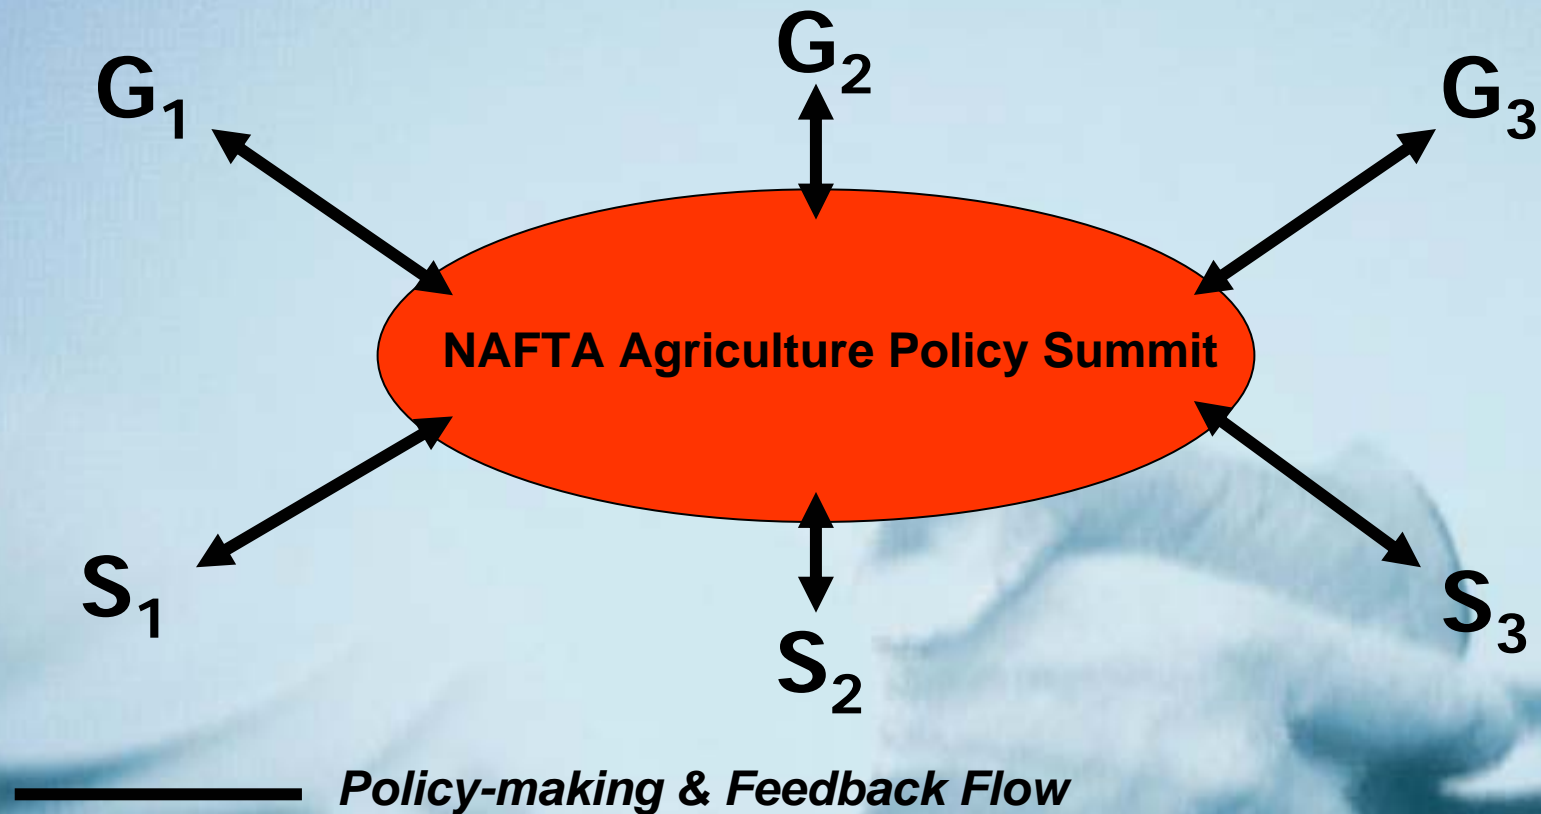 G2
G1
G3
NAFTA Agriculture Policy Summit
S1
S3
S2
Policy-making & Feedback Flow